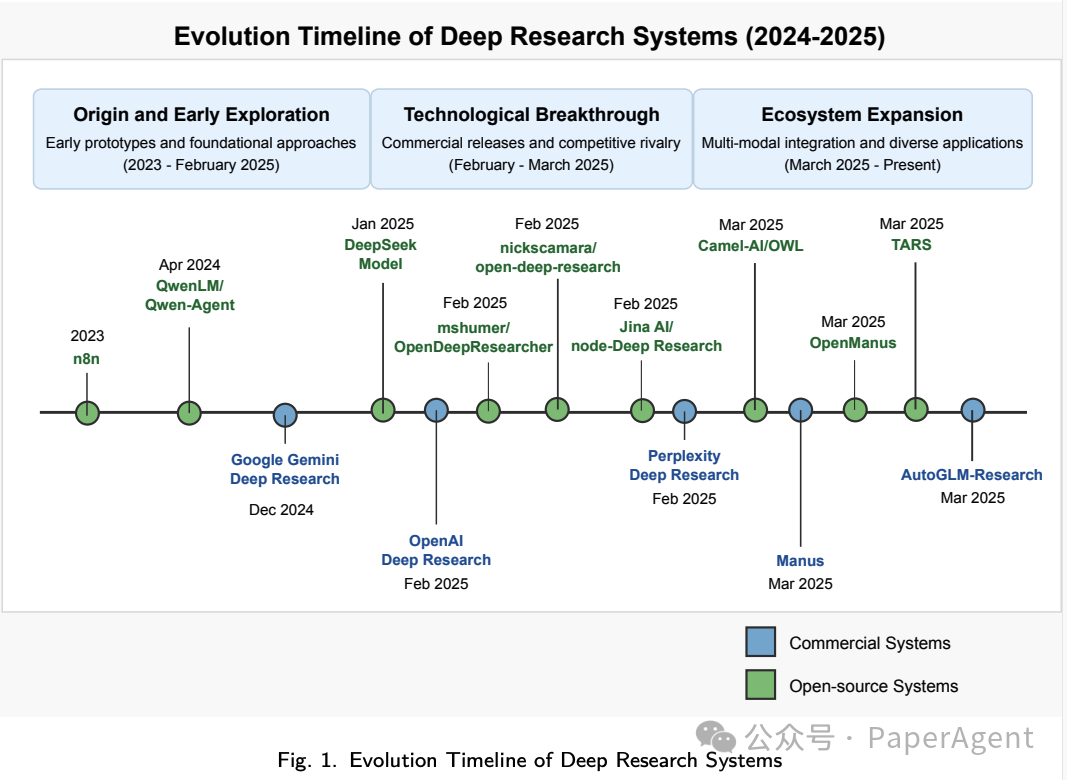 Evolution Timeline of Deep Research Systems (2024-2025)
Origin and Early Exploration
Early prototypes and foundational approaches
(2023 - February 2025)
Technological Breakthrough
Commercial releases and competitive rivalry
(February - March 2025)
Ecosystem Expansion
Multi-modal integration and diverse applications
(March 2025 - Present)
2023
n8n
Apr 2024
QwenLM/
Qwen-Agent
Google Gemini
Deep Research
Dec 2024
Jan 2025
DeepSeek
Model
OpenAI
Deep Research
Feb 2025
Feb 2025
mshumer/
OpenDeepResearcher
Feb 2025
nickscamara/
open-deep-research
Feb 2025
Jina AI/
node-Deep Research
Perplexity
Deep Research
Feb 2025
Mar 2025
Camel-AI/OWL
Manus
Mar 2025
Mar 2025
OpenManus
Mar 2025
TARS
AutoGLM-Research
Mar 2025
Commercial Systems
Open-source Systems
公众号 · PaperAgent
Fig. 1. Evolution Timeline of Deep Research Systems